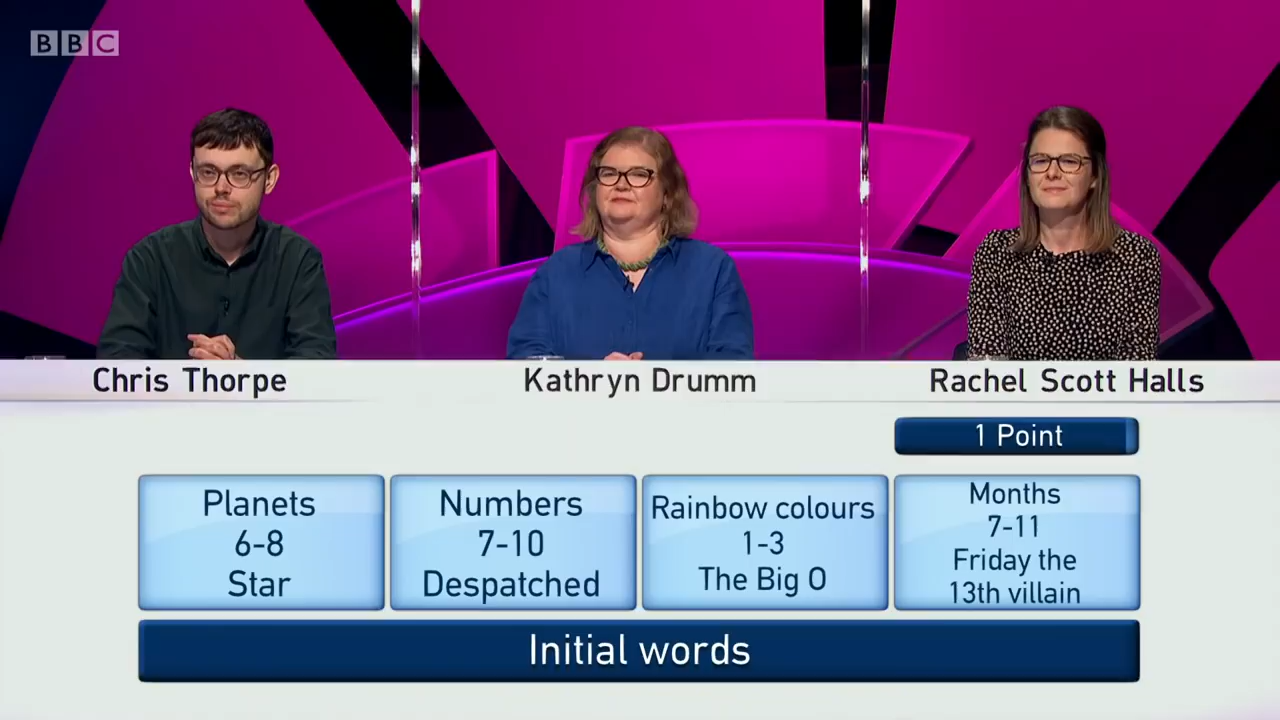 BBC
Chris Thorpe
Kathryn Drumm
Rachel Scott Halls
1 Point
Planets
6-8
Star
Numbers
7-10
Despatched
Rainbow colours
1-3
The Big O
Months
7-11
Friday the
13th villain
Initial words